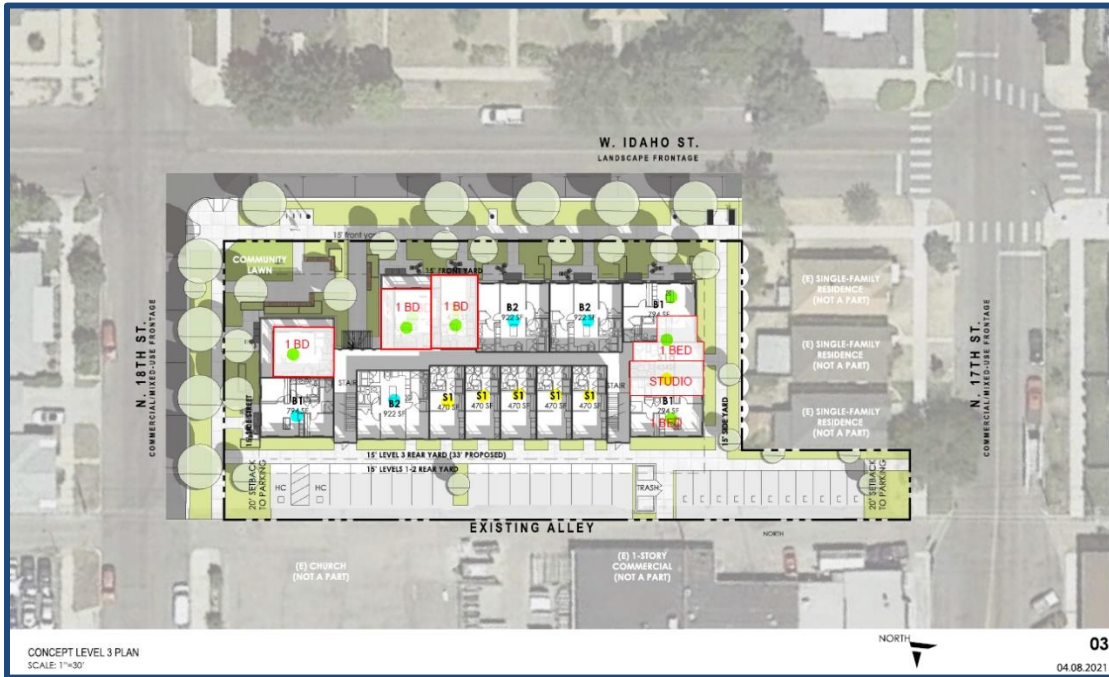 W. IDAHO ST.
LANDSCAPE FRONTAGE
15' front yard
COMMUNITY
LAWN
15' FRONT YARD
1 BD
1 BD
B2
922 SF
B2
922 SF
B1
794 SF
1 BD
1 BED
STUDIO
STAIR
B1
794 SF
B2
922 SF
S1
470 SF
S1
470 SF
S1
470 SF
S1
470 SF
S1
470 SF
STAIR
B1
794 SF
1 BED
N. 18TH ST.
COMMERCIAL/MIXED-USE FRONTAGE
15' SIDE STREET
15' SIDE YARD
(E) SINGLE-FAMILY
RESIDENCE
(NOT A PART)
(E) SINGLE-FAMILY
RESIDENCE
(NOT A PART)
(E) SINGLE-FAMILY
RESIDENCE
(NOT A PART)
N. 17TH ST.
COMMERCIAL/MIXED-USE FRONTAGE
15' LEVEL 3 REAR YARD (33' PROPOSED)
15' LEVELS 1-2 REAR YARD
20' SETBACK
TO PARKING
HC
HC
TRASH
C C C C C C C C C C C
20' SETBACK
TO PARKING
EXISTING ALLEY
NORTH
(E) CHURCH
(NOT A PART)
(E) 1-STORY
COMMERCIAL
(NOT A PART)
CONCEPT LEVEL 3 PLAN
SCALE: 1"=30'
NORTH
03
04.08.2021